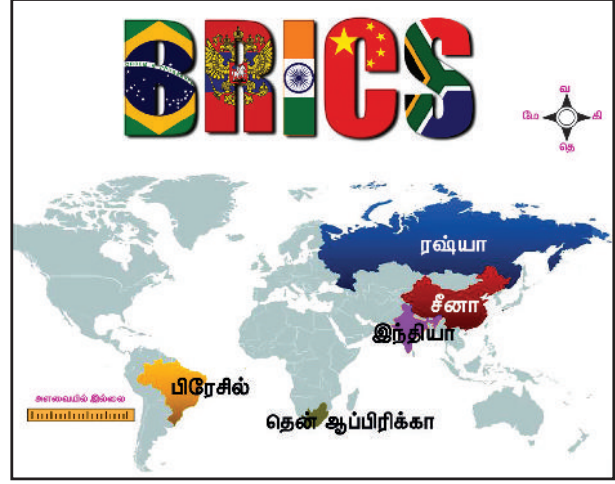 BRICS
வ
மே கி
தெ
ரஷ்யா
சீனா
இந்தியா
பிரேசில்
அளவையில் இல்லை
தென் ஆப்பிரிக்கா